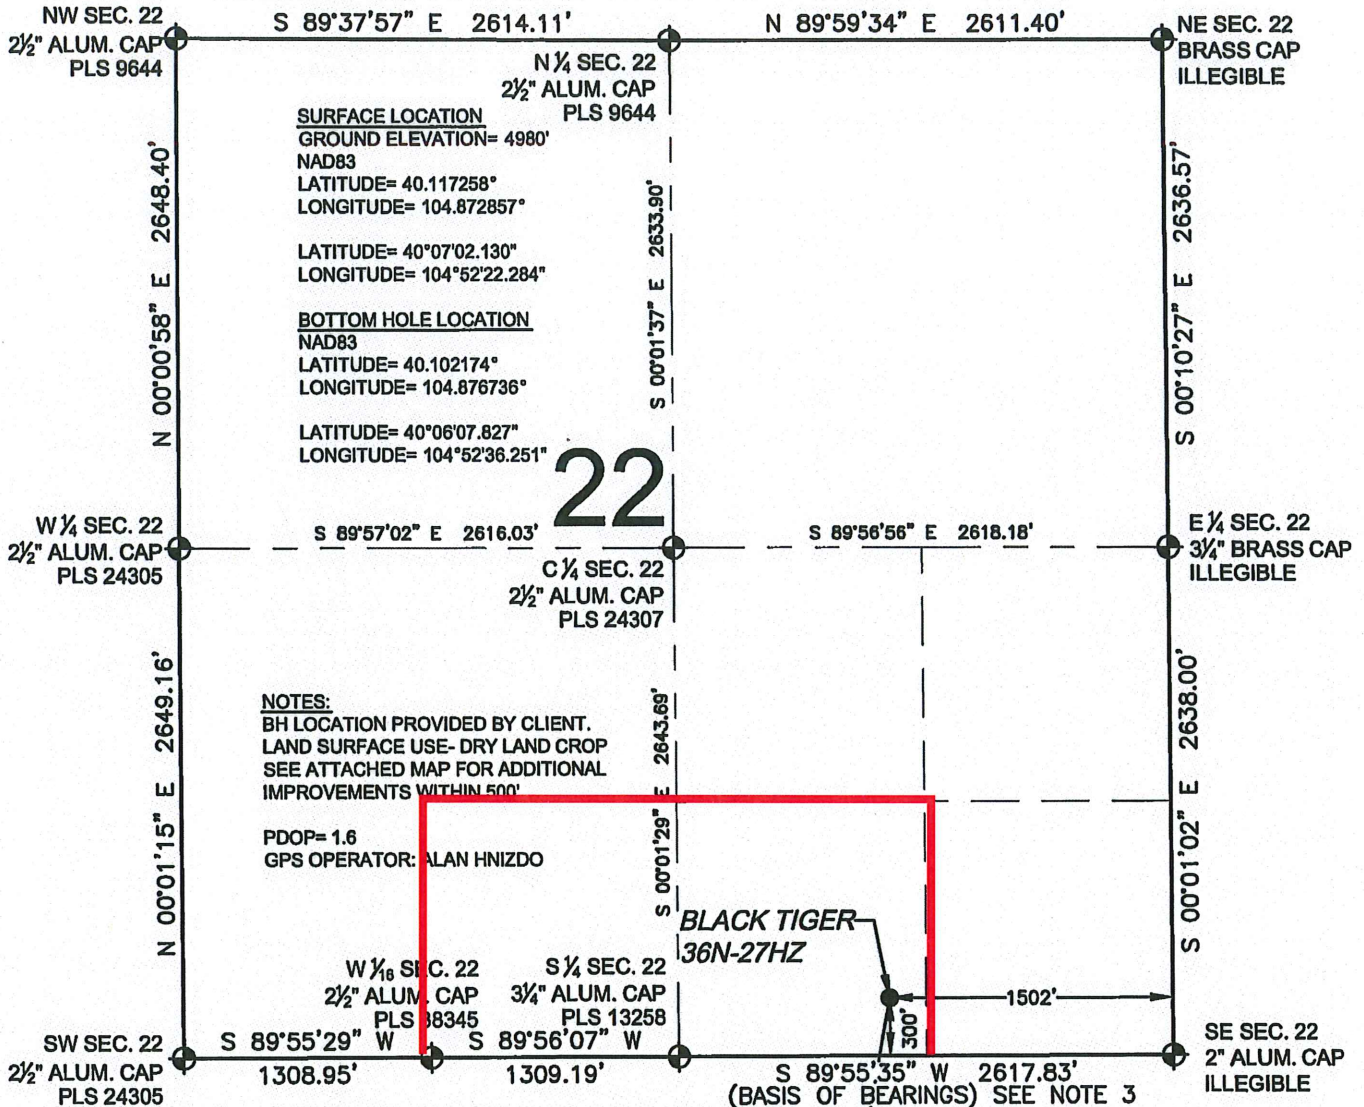 NW SEC. 22
2½" ALUM. CAP
PLS 9644
S 89°37'57" E 2614.11'
N 89°59'34" E 2611.40'
NE SEC. 22
BRASS CAP
ILLEGIBLE
N ¼ SEC. 22
2½" ALUM. CAP
PLS 9644
SURFACE LOCATION
GROUND ELEVATION= 4980'
NAD83
LATITUDE= 40.117258°
LONGITUDE= 104.872857°
LATITUDE= 40°07'02.130"
LONGITUDE= 104°52'22.284"
BOTTOM HOLE LOCATION
NAD83
LATITUDE= 40.102174°
LONGITUDE= 104.876736°
LATITUDE= 40°06'07.827"
LONGITUDE= 104°52'36.251"
N 00°00'58" E 2648.40'
S 00°01'37" E 2633.90'
S 00°10'27" E 2636.57'
22
W ¼ SEC. 22
2½" ALUM. CAP
PLS 24305
S 89°57'02" E 2616.03'
S 89°56'56" E 2618.18'
E ¼ SEC. 22
3¼" BRASS CAP
ILLEGIBLE
C ¼ SEC. 22
2½" ALUM. CAP
PLS 24307
N 00°01'15" E 2649.16'
NOTES:
BH LOCATION PROVIDED BY CLIENT.
LAND SURFACE USE- DRY LAND CROP
SEE ATTACHED MAP FOR ADDITIONAL
IMPROVEMENTS WITHIN 500'
PDOP= 1.6
GPS OPERATOR: ALAN HNIZDO
S 00°01'29" E 2643.69'
S 00°01'02" E 2638.00'
BLACK TIGER
36N-27HZ
1502'
300'
W 1/16 SEC. 22
2½" ALUM. CAP
PLS 38345
S ¼ SEC. 22
3¼" ALUM. CAP
PLS 13258
SW SEC. 22
2½" ALUM. CAP
PLS 24305
S 89°55'29" W
1308.95'
S 89°56'07" W
1309.19'
S 89°55'35" W 2617.83'
(BASIS OF BEARINGS) SEE NOTE 3
SE SEC. 22
2" ALUM. CAP
ILLEGIBLE